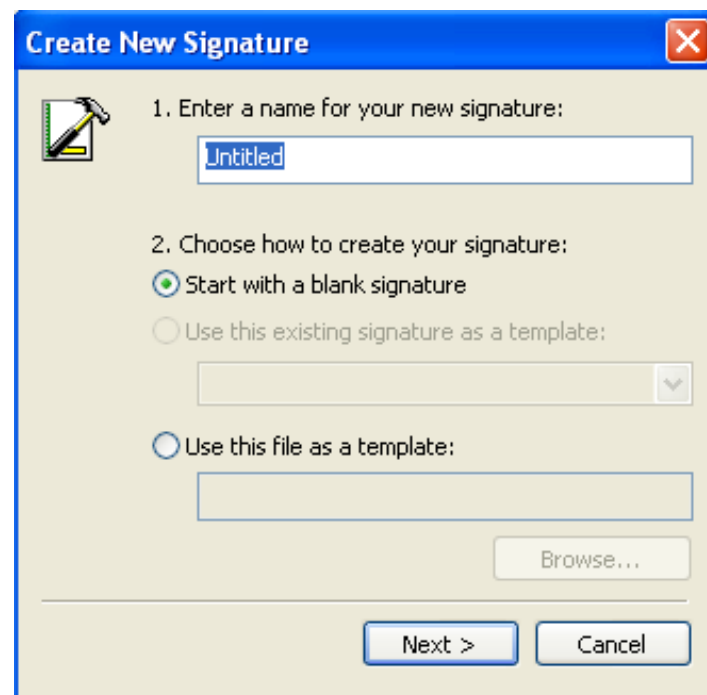 Create New Signature
1. Enter a name for your new signature:
Untitled
2. Choose how to create your signature:
Start with a blank signature
Use this existing signature as a template:
Use this file as a template:
Browse...
Next >
Cancel